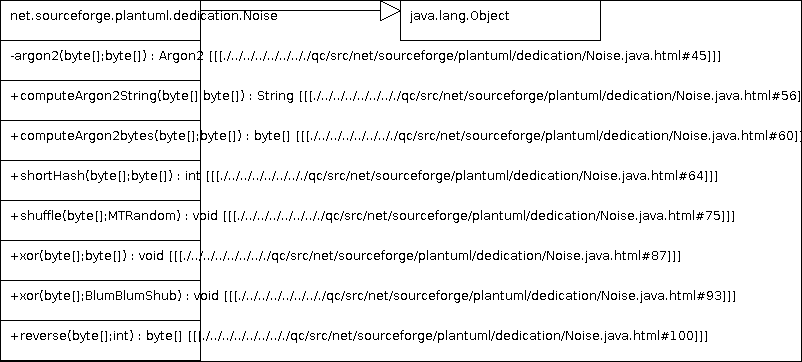 net.sourceforge.plantuml.dedication.Noise
java.lang.Object
-argon2(byte[];byte[]) : Argon2 [[[./../../../../../../qc/src/net/sourceforge/plantuml/dedication/Noise.java.html#45]]]
+computeArgon2String(byte[];byte[]) : String [[[./../../../../../../qc/src/net/sourceforge/plantuml/dedication/Noise.java.html#56]
+computeArgon2bytes(byte[];byte[]) : byte[] [[[./../../../../../../qc/src/net/sourceforge/plantuml/dedication/Noise.java.html#60]]
+shortHash(byte[];byte[]) : int [[[./../../../../../../qc/src/net/sourceforge/plantuml/dedication/Noise.java.html#64]]]
+shuffle(byte[];MTRandom) : void [[[./../../../../../../qc/src/net/sourceforge/plantuml/dedication/Noise.java.html#75]]]
+xor(byte[];byte[]) : void [[[./../../../../../../qc/src/net/sourceforge/plantuml/dedication/Noise.java.html#87]]]
+xor(byte[];BlumBlumShub) : void [[[./../../../../../../qc/src/net/sourceforge/plantuml/dedication/Noise.java.html#93]]]
+reverse(byte[];int) : byte[] [[[./../../../../../../qc/src/net/sourceforge/plantuml/dedication/Noise.java.html#100]]]